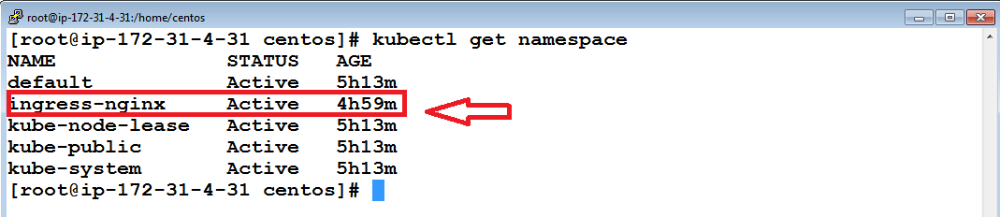 root@ip-172-31-4-31:/home/centos
[root@ip-172-31-4-31 centos]# kubectl get namespace
NAME STATUS AGE
default Active 5h13m
ingress-nginx Active 4h59m
kube-node-lease Active 5h13m
kube-public Active 5h13m
kube-system Active 5h13m
[root@ip-172-31-4-31 centos]#